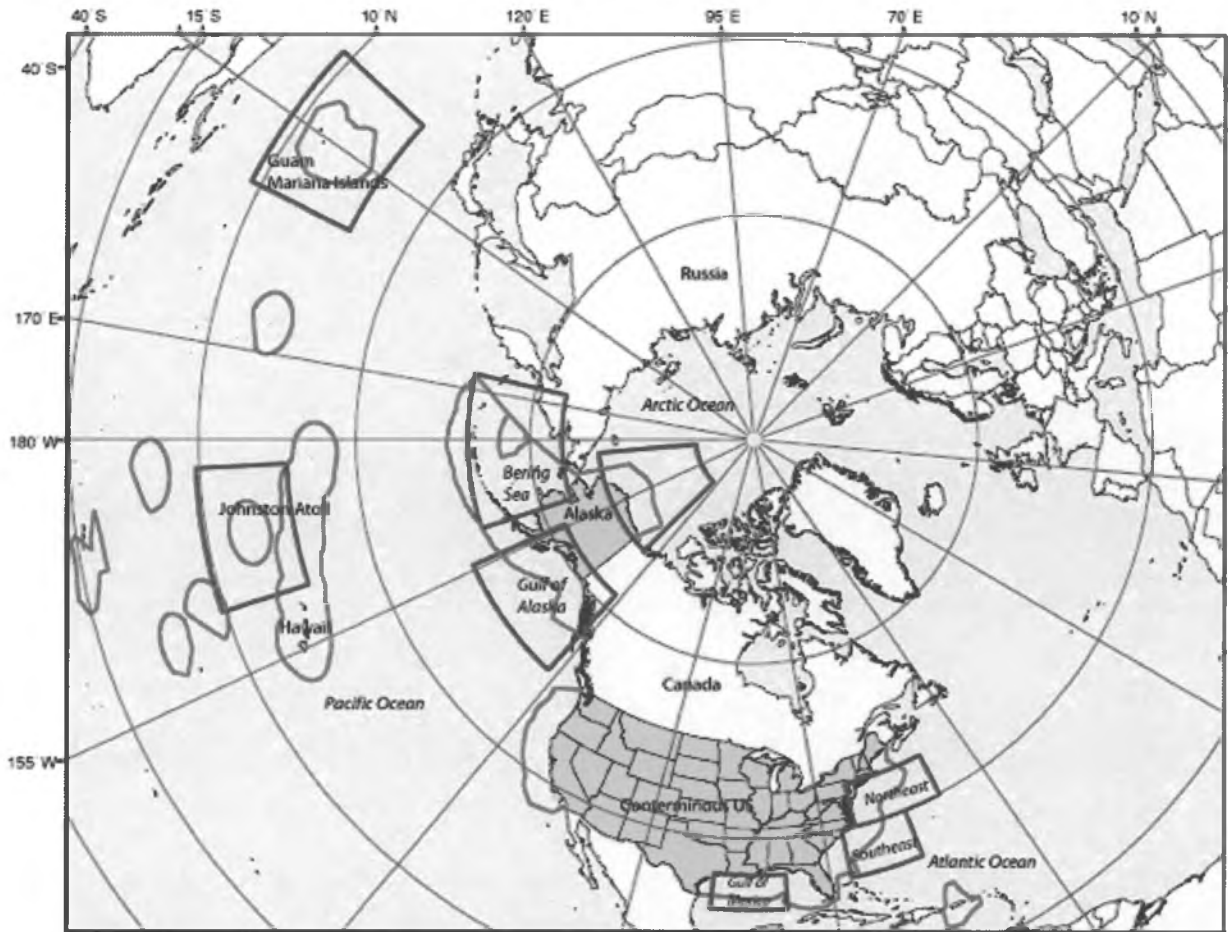 40 S
15 S
10 N
120 E
95 E
70 E
10 N
40 S
Guam
Mariana Islands
Russia
170 E
Arctic Ocean
180 W
Bering
Sea
Johnston Atoll
Alaska
Gulf of
Alaska
Hawaii
Canada
Pacific Ocean
155 W
Northeast
Conterminous US
Southeast
Atlantic Ocean
Gulf of
Mexico